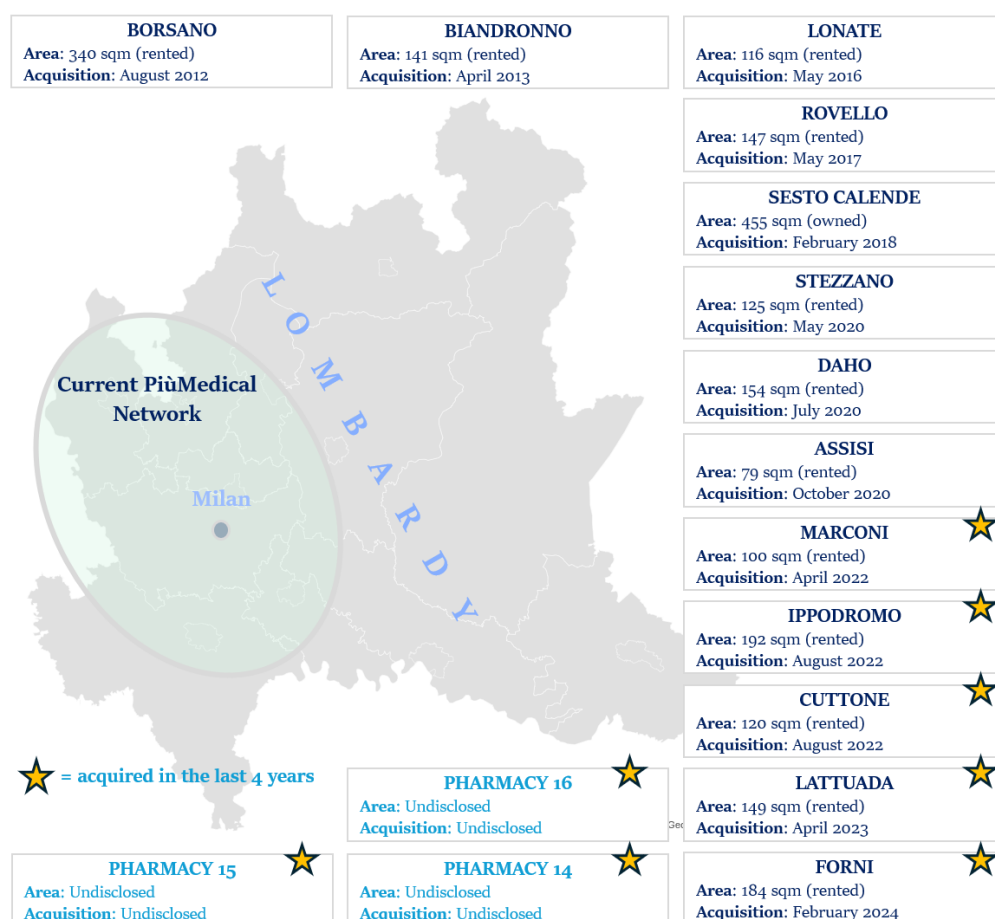 BORSANO
Area: 340 sqm (rented)
Acquisition: August 2012
BIANDRONNO
Area: 141 sqm (rented)
Acquisition: April 2013
LONATE
Area: 116 sqm (rented)
Acquisition: May 2016
ROVELLO
Area: 147 sqm (rented)
Acquisition: May 2017
SESTO CALENDE
Area: 455 sqm (owned)
Acquisition: February 2018
STEZZANO
Area: 125 sqm (rented)
Acquisition: May 2020
DAHO
Area: 154 sqm (rented)
Acquisition: July 2020
ASSISI
Area: 79 sqm (rented)
Acquisition: October 2020
MARCONI
Area: 100 sqm (rented)
Acquisition: April 2022
IPPODROMO
Area: 192 sqm (rented)
Acquisition: August 2022
CUTTONE
Area: 120 sqm (rented)
Acquisition: August 2022
LATTUADA
Area: 149 sqm (rented)
Acquisition: April 2023
FORNI
Area: 184 sqm (rented)
Acquisition: February 2024
LOMBARDY
Current PiùMedical
Network
Milan
= acquired in the last 4 years
PHARMACY 16
Area: Undisclosed
Acquisition: Undisclosed
PHARMACY 15
Area: Undisclosed
Acquisition: Undisclosed
PHARMACY 14
Area: Undisclosed
Acquisition: Undisclosed